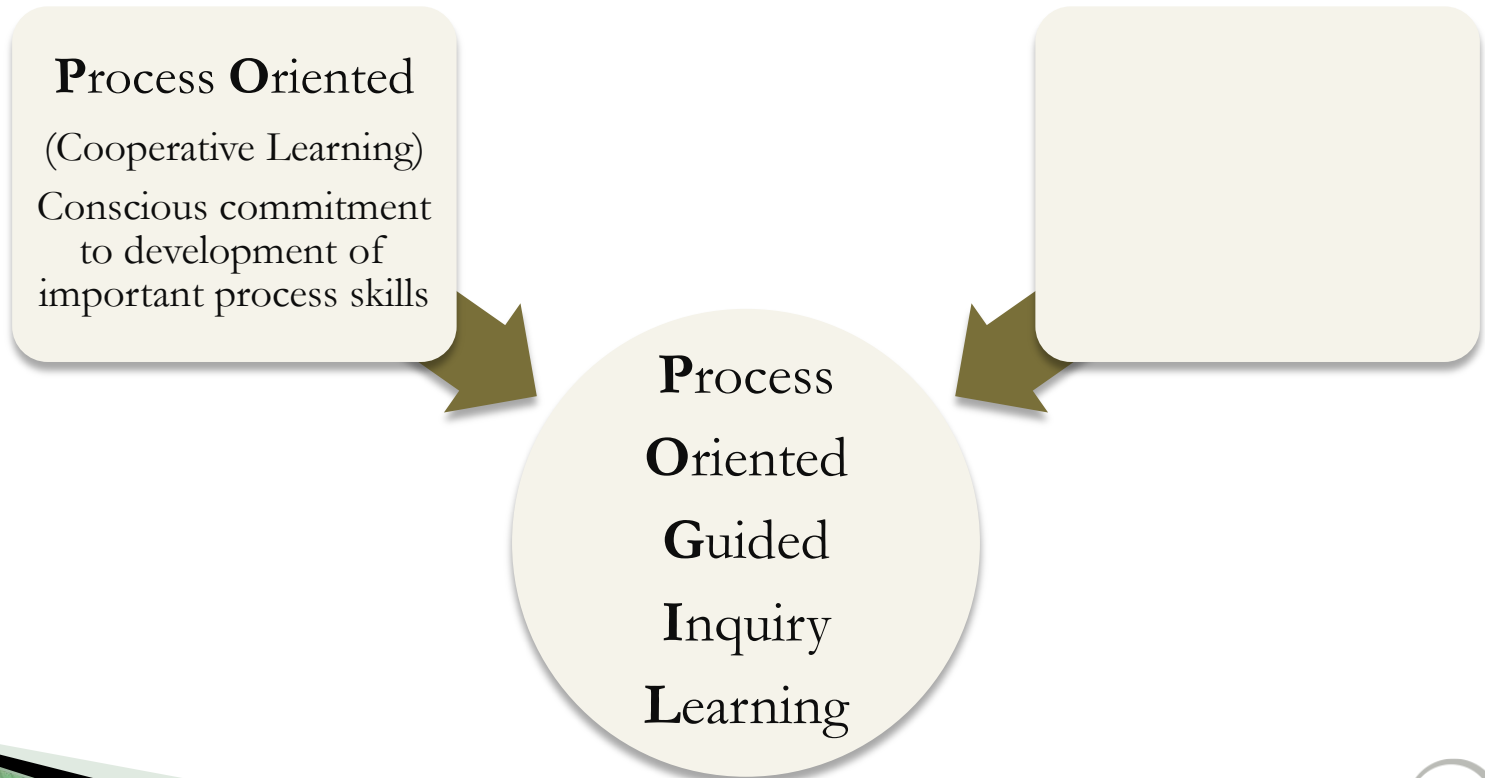 Process Oriented
(Cooperative Learning)
Conscious commitment
to development of
important process skills
Process
Oriented
Guided
Inquiry
Learning